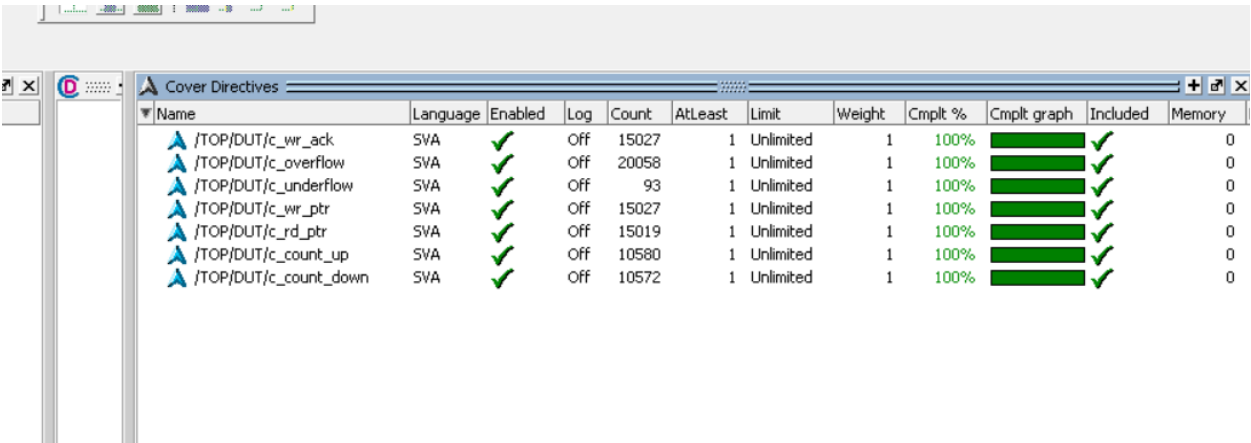 Cover Directives
Name Language Enabled Log Count AtLeast Limit Weight Cmplt % Cmplt graph Included Memory
/TOP/DUT/c_wr_ack SVA Off 15027 1 Unlimited 1 100% 0
/TOP/DUT/c_overflow SVA Off 20058 1 Unlimited 1 100% 0
/TOP/DUT/c_underflow SVA Off 93 1 Unlimited 1 100% 0
/TOP/DUT/c_wr_ptr SVA Off 15027 1 Unlimited 1 100% 0
/TOP/DUT/c_rd_ptr SVA Off 15019 1 Unlimited 1 100% 0
/TOP/DUT/c_count_up SVA Off 10580 1 Unlimited 1 100% 0
/TOP/DUT/c_count_down SVA Off 10572 1 Unlimited 1 100% 0